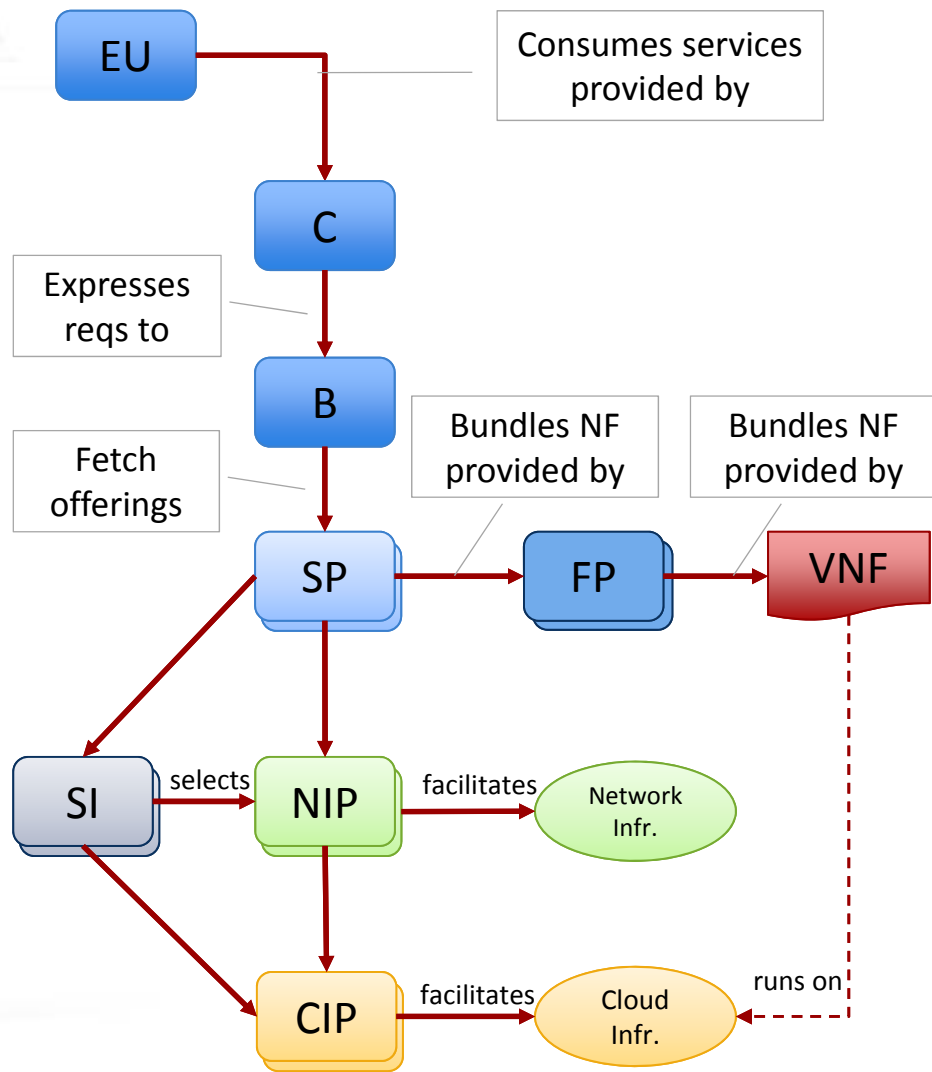 EU
Consumes services
provided by
C
Expresses
reqs to
B
Bundles NF
provided by
Bundles NF
provided by
Fetch
offerings
SP
FP
VNF
SI
selects
NIP
facilitates
Network
Infr.
CIP
facilitates
Cloud
Infr.
runs on